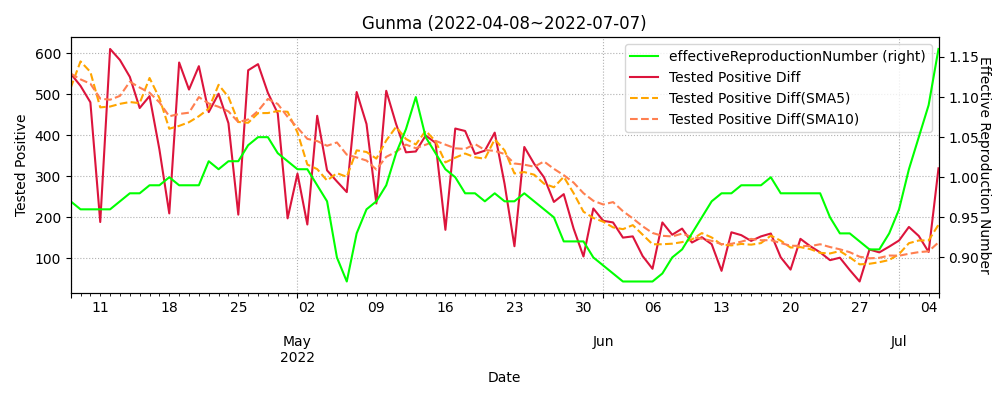 Gunma (2022-04-08~2022-07-07)
effectiveReproductionNumber (right)
Tested Positive Diff
Tested Positive Diff(SMA5)
Tested Positive Diff(SMA10)
Tested Positive
600
500
400
300
200
100
1.15
1.10
1.05
1.00
0.95
0.90
Effective Reproduction Number
11 18 25 02 09 16 23 30 06 13 20 27 04
May Jun Jul
2022
Date